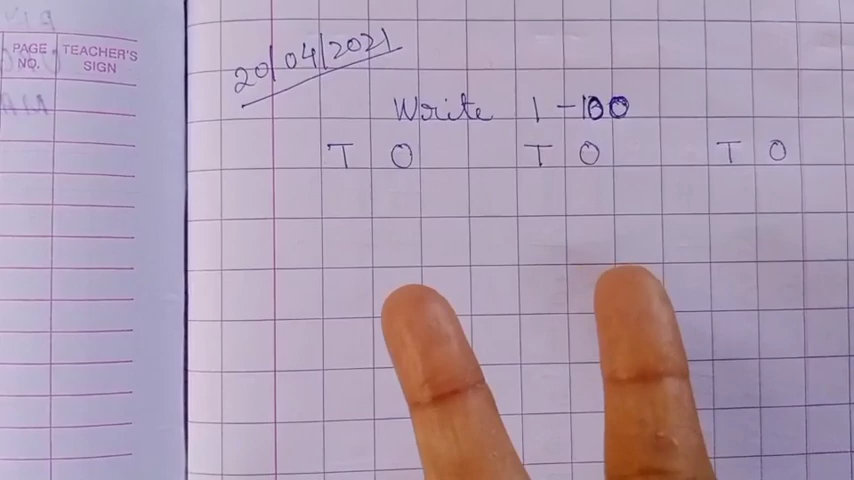 PAGE NO. TEACHER'S SIGN
20/04/2021
Write 1-100
T O T O T O